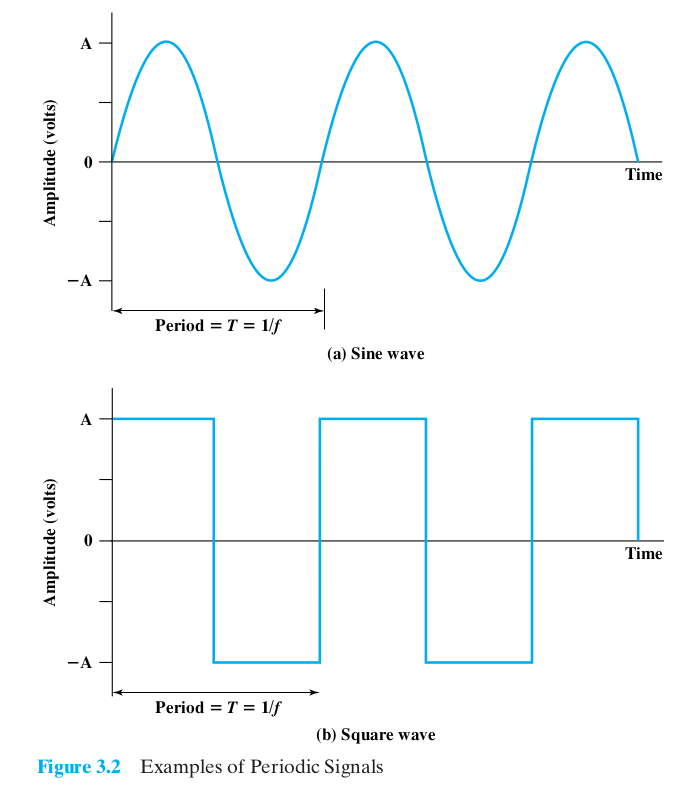 A
Amplitude (volts)
0
Time
−A
Period = T = 1/f
(a) Sine wave
A
Amplitude (volts)
0
Time
−A
Period = T = 1/f
(b) Square wave
Figure 3.2 Examples of Periodic Signals